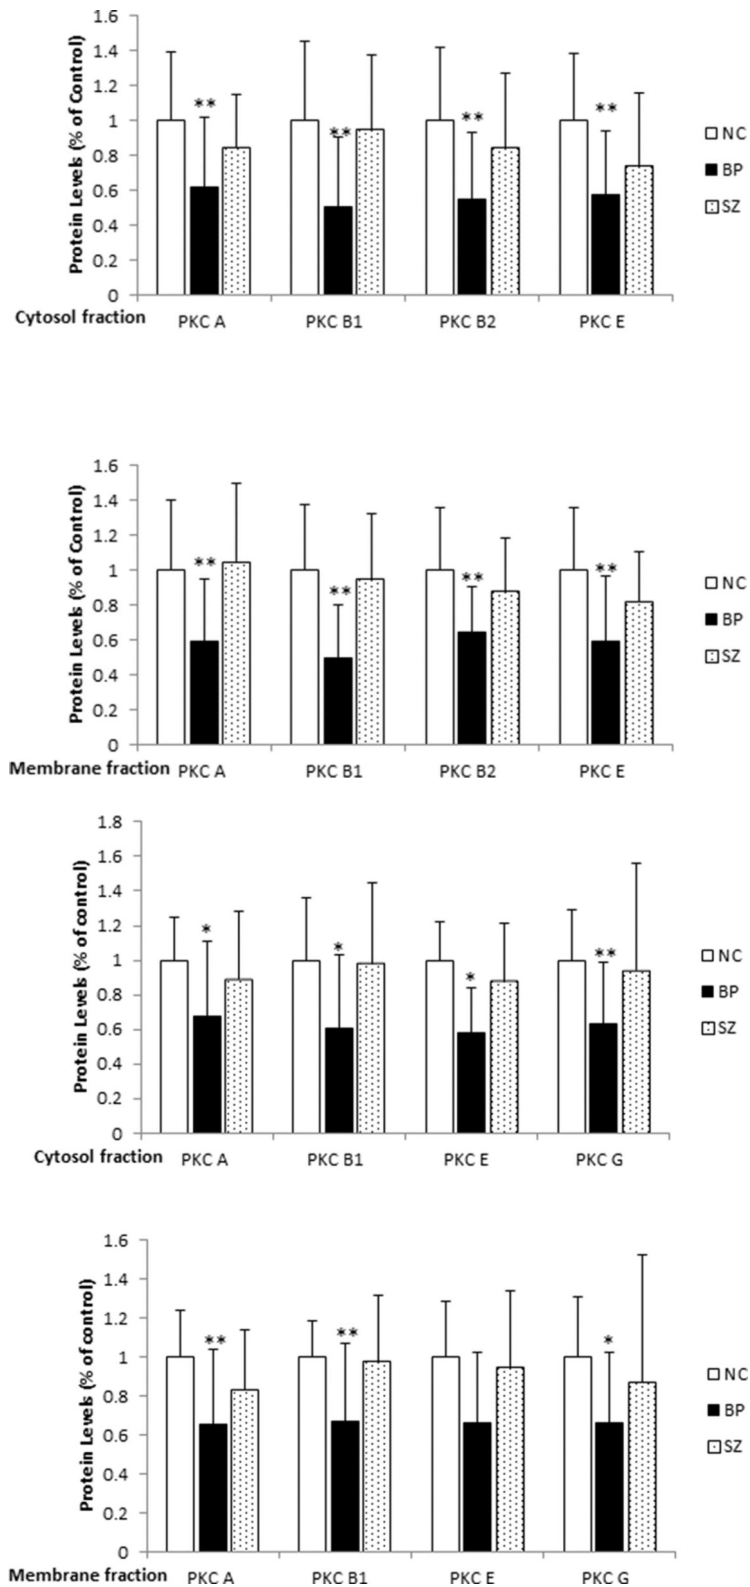 1.6
1.4
1.2
1
0.8
0.6
0.4
0.2
0
Protein Levels (% of Control)
** ** ** **
NC
BP
SZ
Cytosol fraction PKC A PKC B1 PKC B2 PKC E
1.6
1.4
1.2
1
0.8
0.6
0.4
0.2
0
Protein Levels (% of Control)
** ** ** **
NC
BP
SZ
Membrane fraction PKC A PKC B1 PKC B2 PKC E
1.8
1.6
1.4
1.2
1
0.8
0.6
0.4
0.2
0
Protein Levels (% of control)
* * * **
NC
BP
SZ
Cytosol fraction PKC A PKC B1 PKC E PKC G
1.6
1.4
1.2
1
0.8
0.6
0.4
0.2
0
Protein Levels (% of control)
** ** *
NC
BP
SZ
Membrane fraction PKC A PKC B1 PKC E PKC G